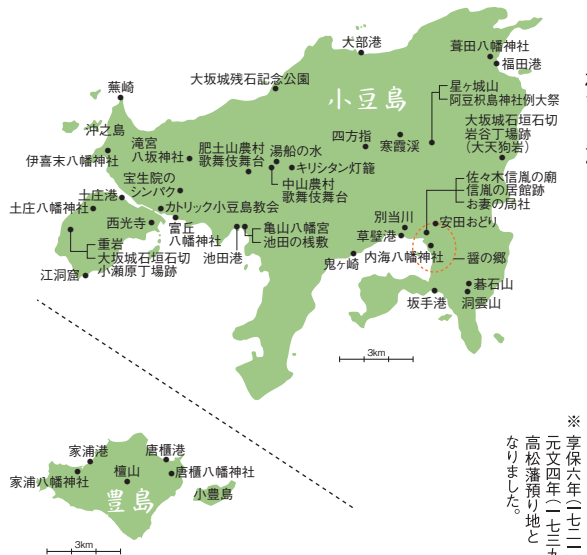 大部港
葺田八幡神社
福田港
大坂城残石記念公園
蕪崎
小豆島
星ヶ城山
阿豆枳島神社例大祭
沖之島
滝宮
八坂神社
肥土山農村
歌舞伎舞台
湯船の水
四方指
寒霞渓
大坂城石垣石切
岩谷丁場跡
(大天狗岩)
伊喜末八幡神社
キリシタン灯籠
宝生院の
シンパク
中山農村
歌舞伎舞台
佐々木信胤の廟
信胤の居館跡
お妻の局社
土庄港
土庄八幡神社
カトリック小豆島教会
別当川
安田おどり
西光寺
富丘
八幡神社
亀山八幡宮
池田の桟敷
草壁港
重岩
大坂城石垣石切
小瀬原丁場跡
池田港
鬼ヶ崎
内海八幡神社
醤の郷
江洞窟
碁石山
坂手港
洞雲山
3km
家浦港
唐櫃港
檀山
唐櫃八幡神社
家浦八幡神社
豊島
小豊島
3km
※享保六年(一七二一
元文四年(一七三九
高松藩預り地と
なりました。